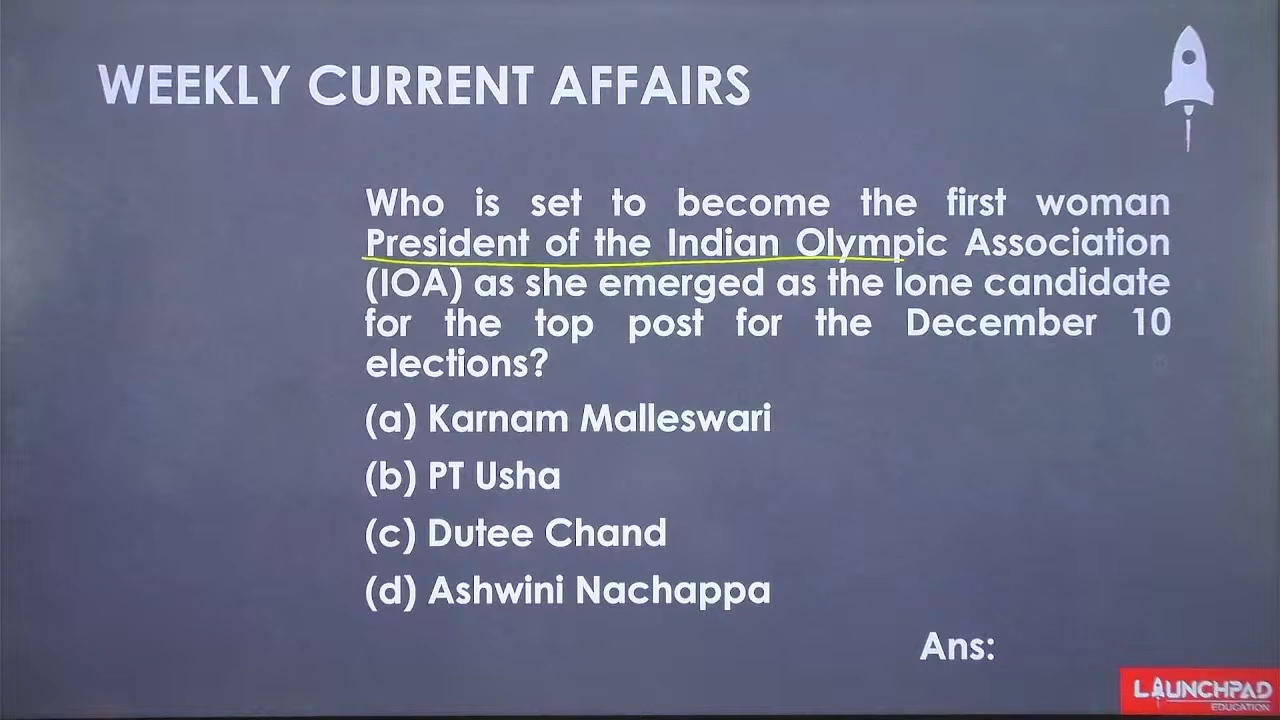 WEEKLY CURRENT AFFAIRS
Who is set to become the first woman
President of the Indian Olympic Association
(IOA) as she emerged as the lone candidate
for the top post for the December 10
elections?
(a) Karnam Malleswari
(b) PT Usha
(c) Dutee Chand
(d) Ashwini Nachappa
Ans:
LAUNCHPAD
EDUCATION